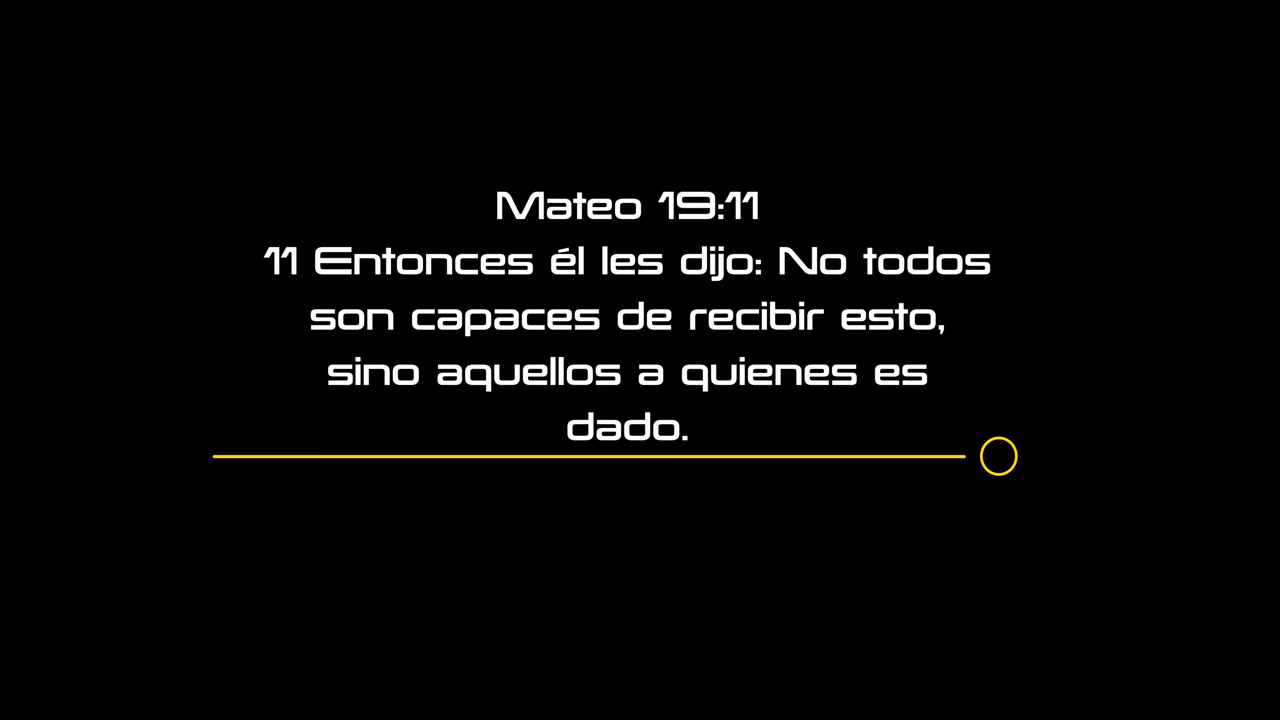 Mateo 19:11
11 Entonces él les dijo: No todos
son capaces de recibir esto,
sino aquellos a quienes es
dado.